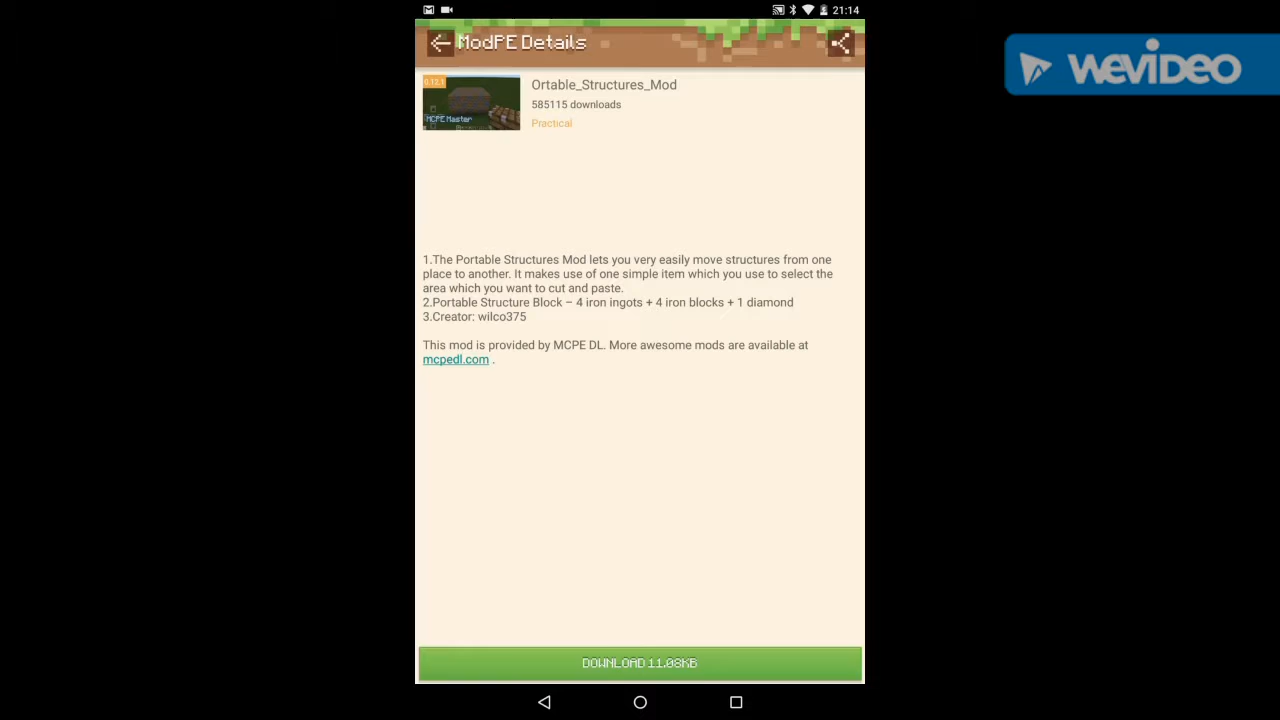 21:14
WEVIDEO
ModPE Details
0.12.1
MCPE Master
Ortable_Structures_Mod
585115 downloads
Practical
1.The Portable Structures Mod lets you very easily move structures from one
place to another. It makes use of one simple item which you use to select the
area which you want to cut and paste.
2.Portable Structure Block – 4 iron ingots + 4 iron blocks + 1 diamond
3.Creator: wilco375
This mod is provided by MCPE DL. More awesome mods are available at
mcpedl.com .
DOWNLOAD 11.08KB